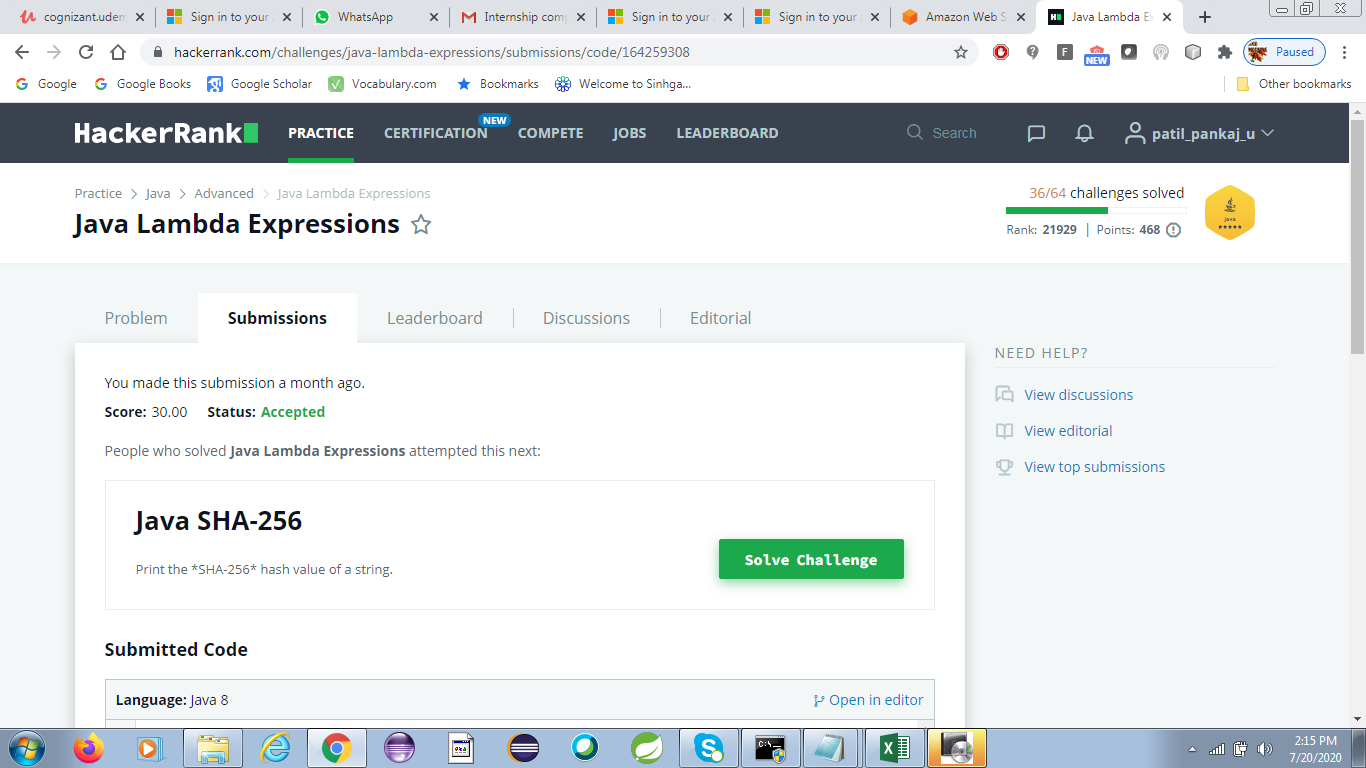 cognizant.udem
Sign in to your
WhatsApp
Internship com
Sign in to your
Sign in to your
Amazon Web S
Java Lambda E
hackerrank.com/challenges/java-lambda-expressions/submissions/code/164259308
NEW
Paused
Google
Google Books
Google Scholar
Vocabulary.com
Bookmarks
Welcome to Sinhga...
Other bookmarks
HackerRank
PRACTICE
CERTIFICATION
NEW
COMPETE
JOBS
LEADERBOARD
Search
patil_pankaj_u
Practice > Java > Advanced > Java Lambda Expressions
Java Lambda Expressions
36/64 challenges solved
Rank: 21929 | Points: 468
Java
Problem
Submissions
Leaderboard
Discussions
Editorial
You made this submission a month ago.
Score: 30.00 Status: Accepted
People who solved Java Lambda Expressions attempted this next:
Java SHA-256
Print the *SHA-256* hash value of a string.
Solve Challenge
Submitted Code
Language: Java 8
Open in editor
NEED HELP?
View discussions
View editorial
View top submissions
2:15 PM
7/20/2020